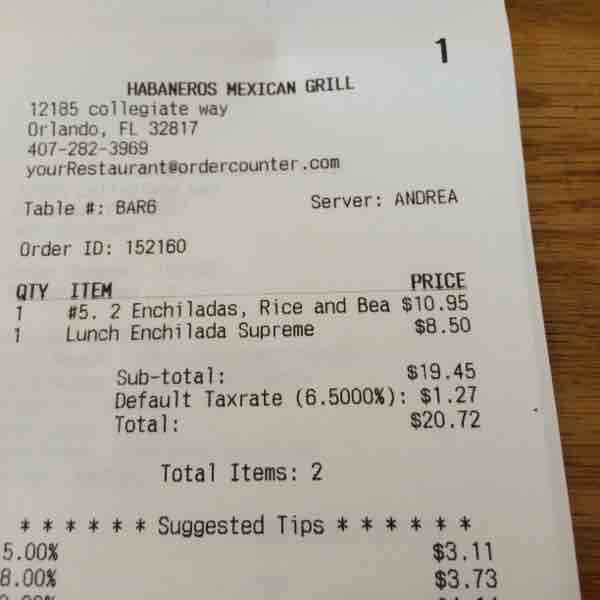 1
HABANEROS MEXICAN GRILL
12185 collegiate way
Orlando, FL 32817
407-282-3969
yourRestaurant@ordercounter.com
Table #: BAR6 Server: ANDREA
Order ID: 152160
QTY ITEM PRICE
1 #5. 2 Enchiladas, Rice and Bea $10.95
1 Lunch Enchilada Supreme $8.50
Sub-total: $19.45
Default Taxrate (6.5000%): $1.27
Total: $20.72
Total Items: 2
* * * * * * Suggested Tips * * * * * *
5.00% $3.11
8.00% $3.73